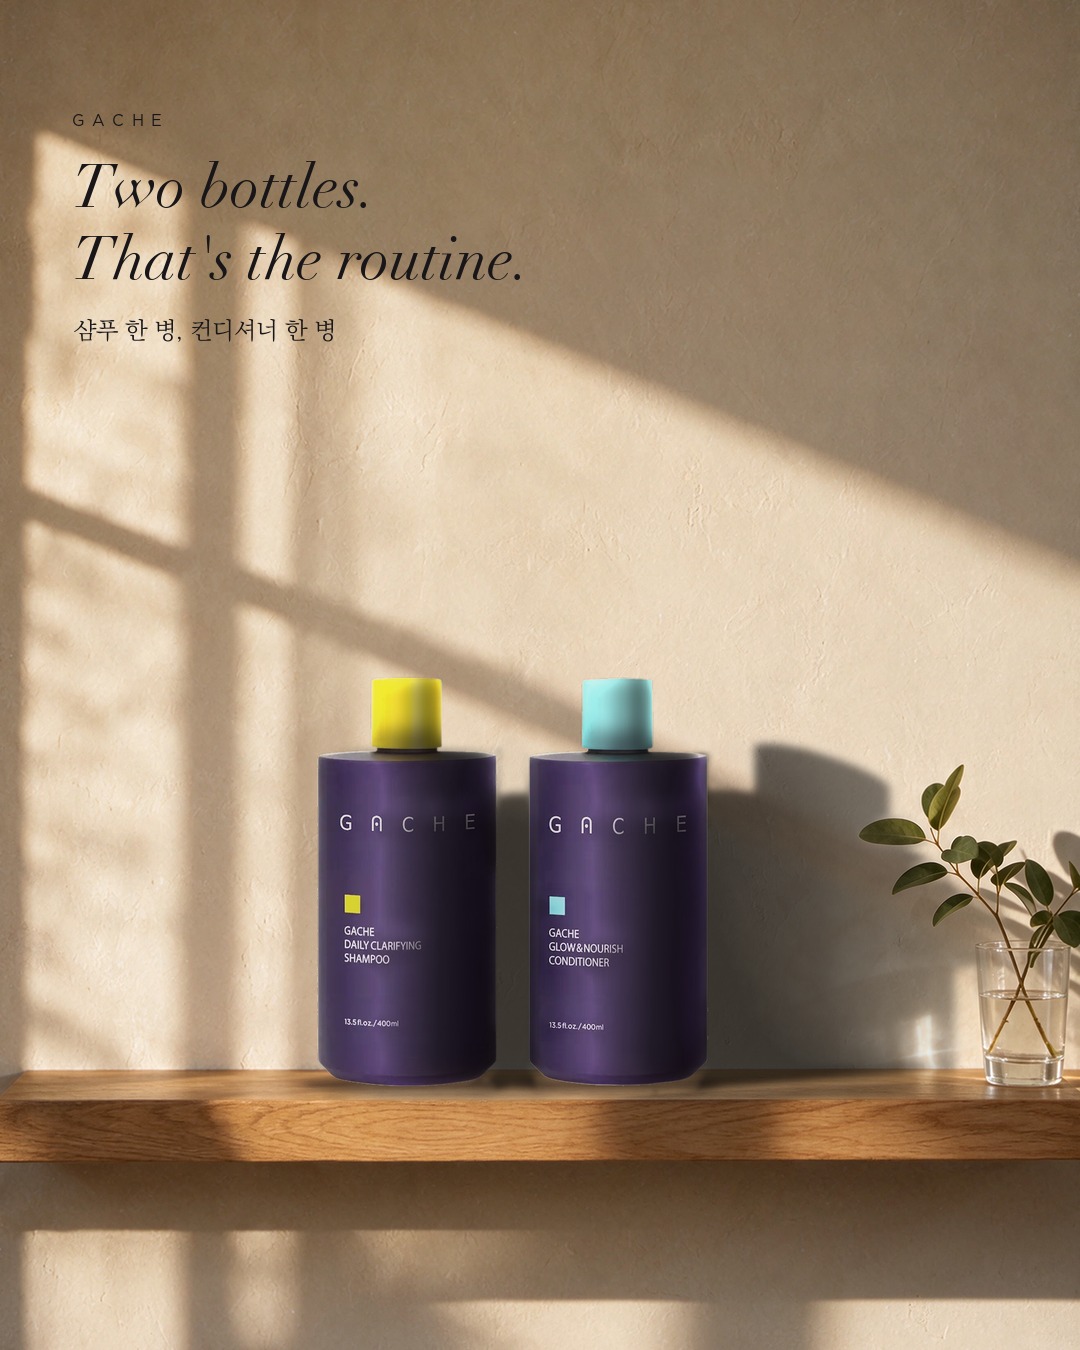 GACHE
Two bottles.
That's the routine.
샴푸 한 병, 컨디셔너 한 병
GACHE
GACHE
DAILY CLARIFYING
SHAMPOO
13.5fl.oz./400ml
GACHE
GACHE
GLOW&NOURISH
CONDITIONER
13.5fl.oz./400ml